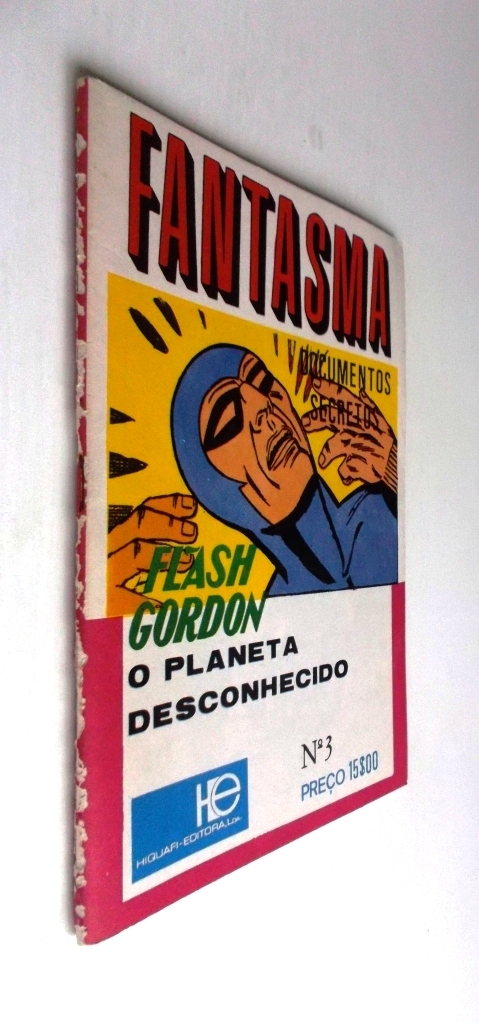 FANTASMA
DOCUMENTOS
SECRETOS
FLASH
GORDON
O PLANETA
DESCONHECIDO
Nº3
PREÇO 15$00
HE
HIGUAFI-EDITORA, Lda.